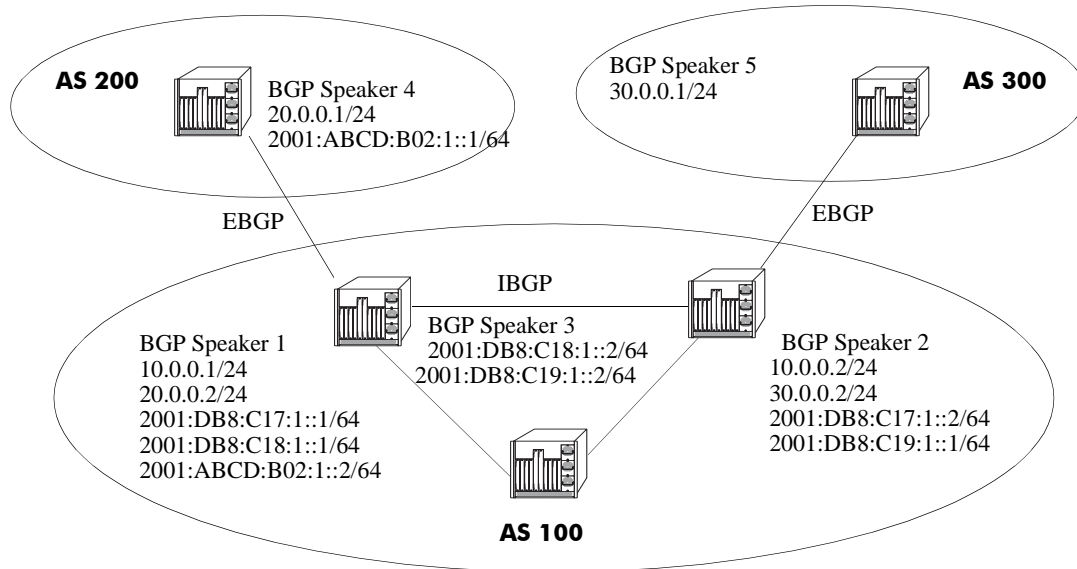 AS 200
BGP Speaker 4
20.0.0.1/24
2001:ABCD:B02:1::1/64
BGP Speaker 5
30.0.0.1/24
AS 300
EBGP
EBGP
IBGP
BGP Speaker 1
10.0.0.1/24
20.0.0.2/24
2001:DB8:C17:1::1/64
2001:DB8:C18:1::1/64
2001:ABCD:B02:1::2/64
BGP Speaker 3
2001:DB8:C18:1::2/64
2001:DB8:C19:1::2/64
BGP Speaker 2
10.0.0.2/24
30.0.0.2/24
2001:DB8:C17:1::2/64
2001:DB8:C19:1::1/64
AS 100